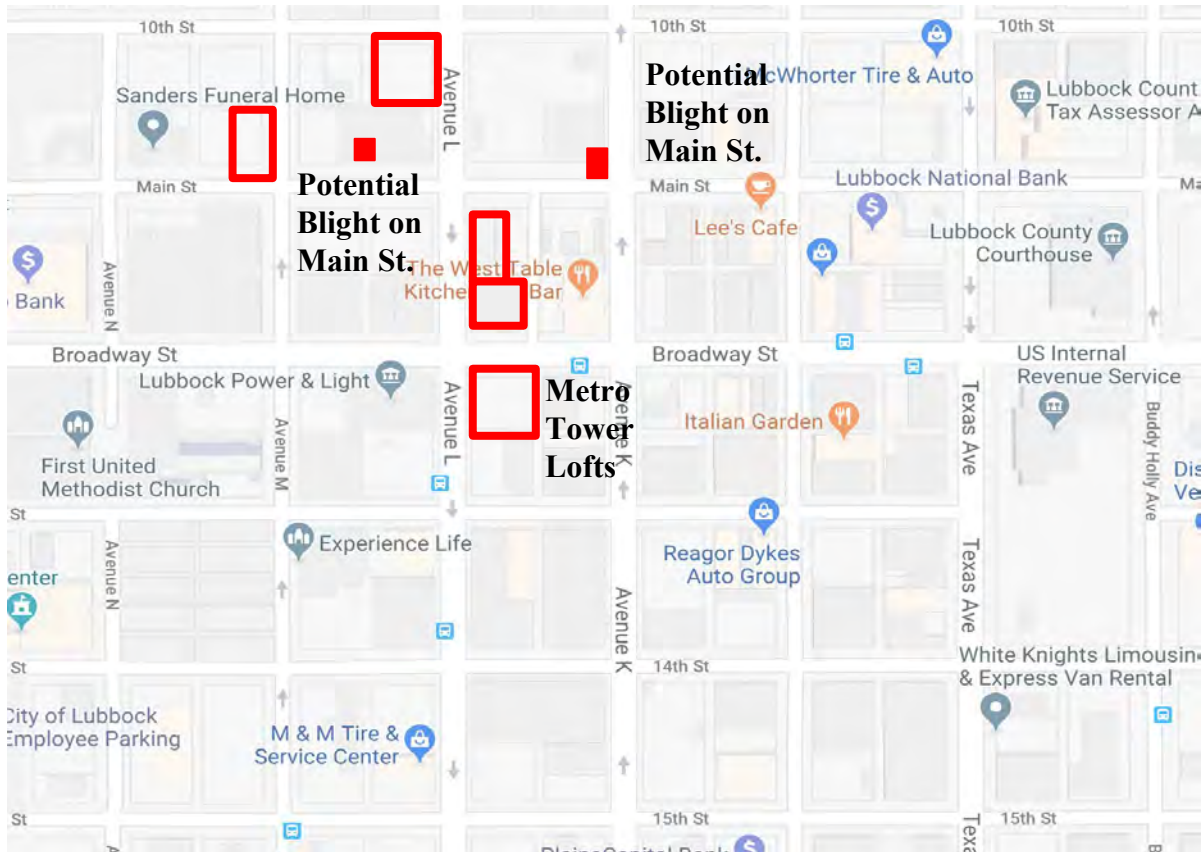 10th St
10th St
10th St
Potential
Blight on
Main St.
McWhorter Tire & Auto
Avenue L
Sanders Funeral Home
Lubbock Count
Tax Assessor A
Main St
Potential
Blight on
Main St.
Main St
Lubbock National Bank
Lee's Cafe
Lubbock County
Courthouse
Bank
Avenue N
The West Table
Bar
Broadway St
Broadway St
US Internal
Revenue Service
Lubbock Power & Light
Metro
Tower
Lofts
Avenue K
Avenue L
Avenue M
Italian Garden
Texas Ave
Buddy Holly Ave
First United
Methodist Church
St
Experience Life
Avenue N
enter
Reagor Dykes
Auto Group
Texas Ave
Avenue K
St
14th St
White Knights Limousin
& Express Van Rental
City of Lubbock
Employee Parking
M & M Tire &
Service Center
St
15th St
15th St